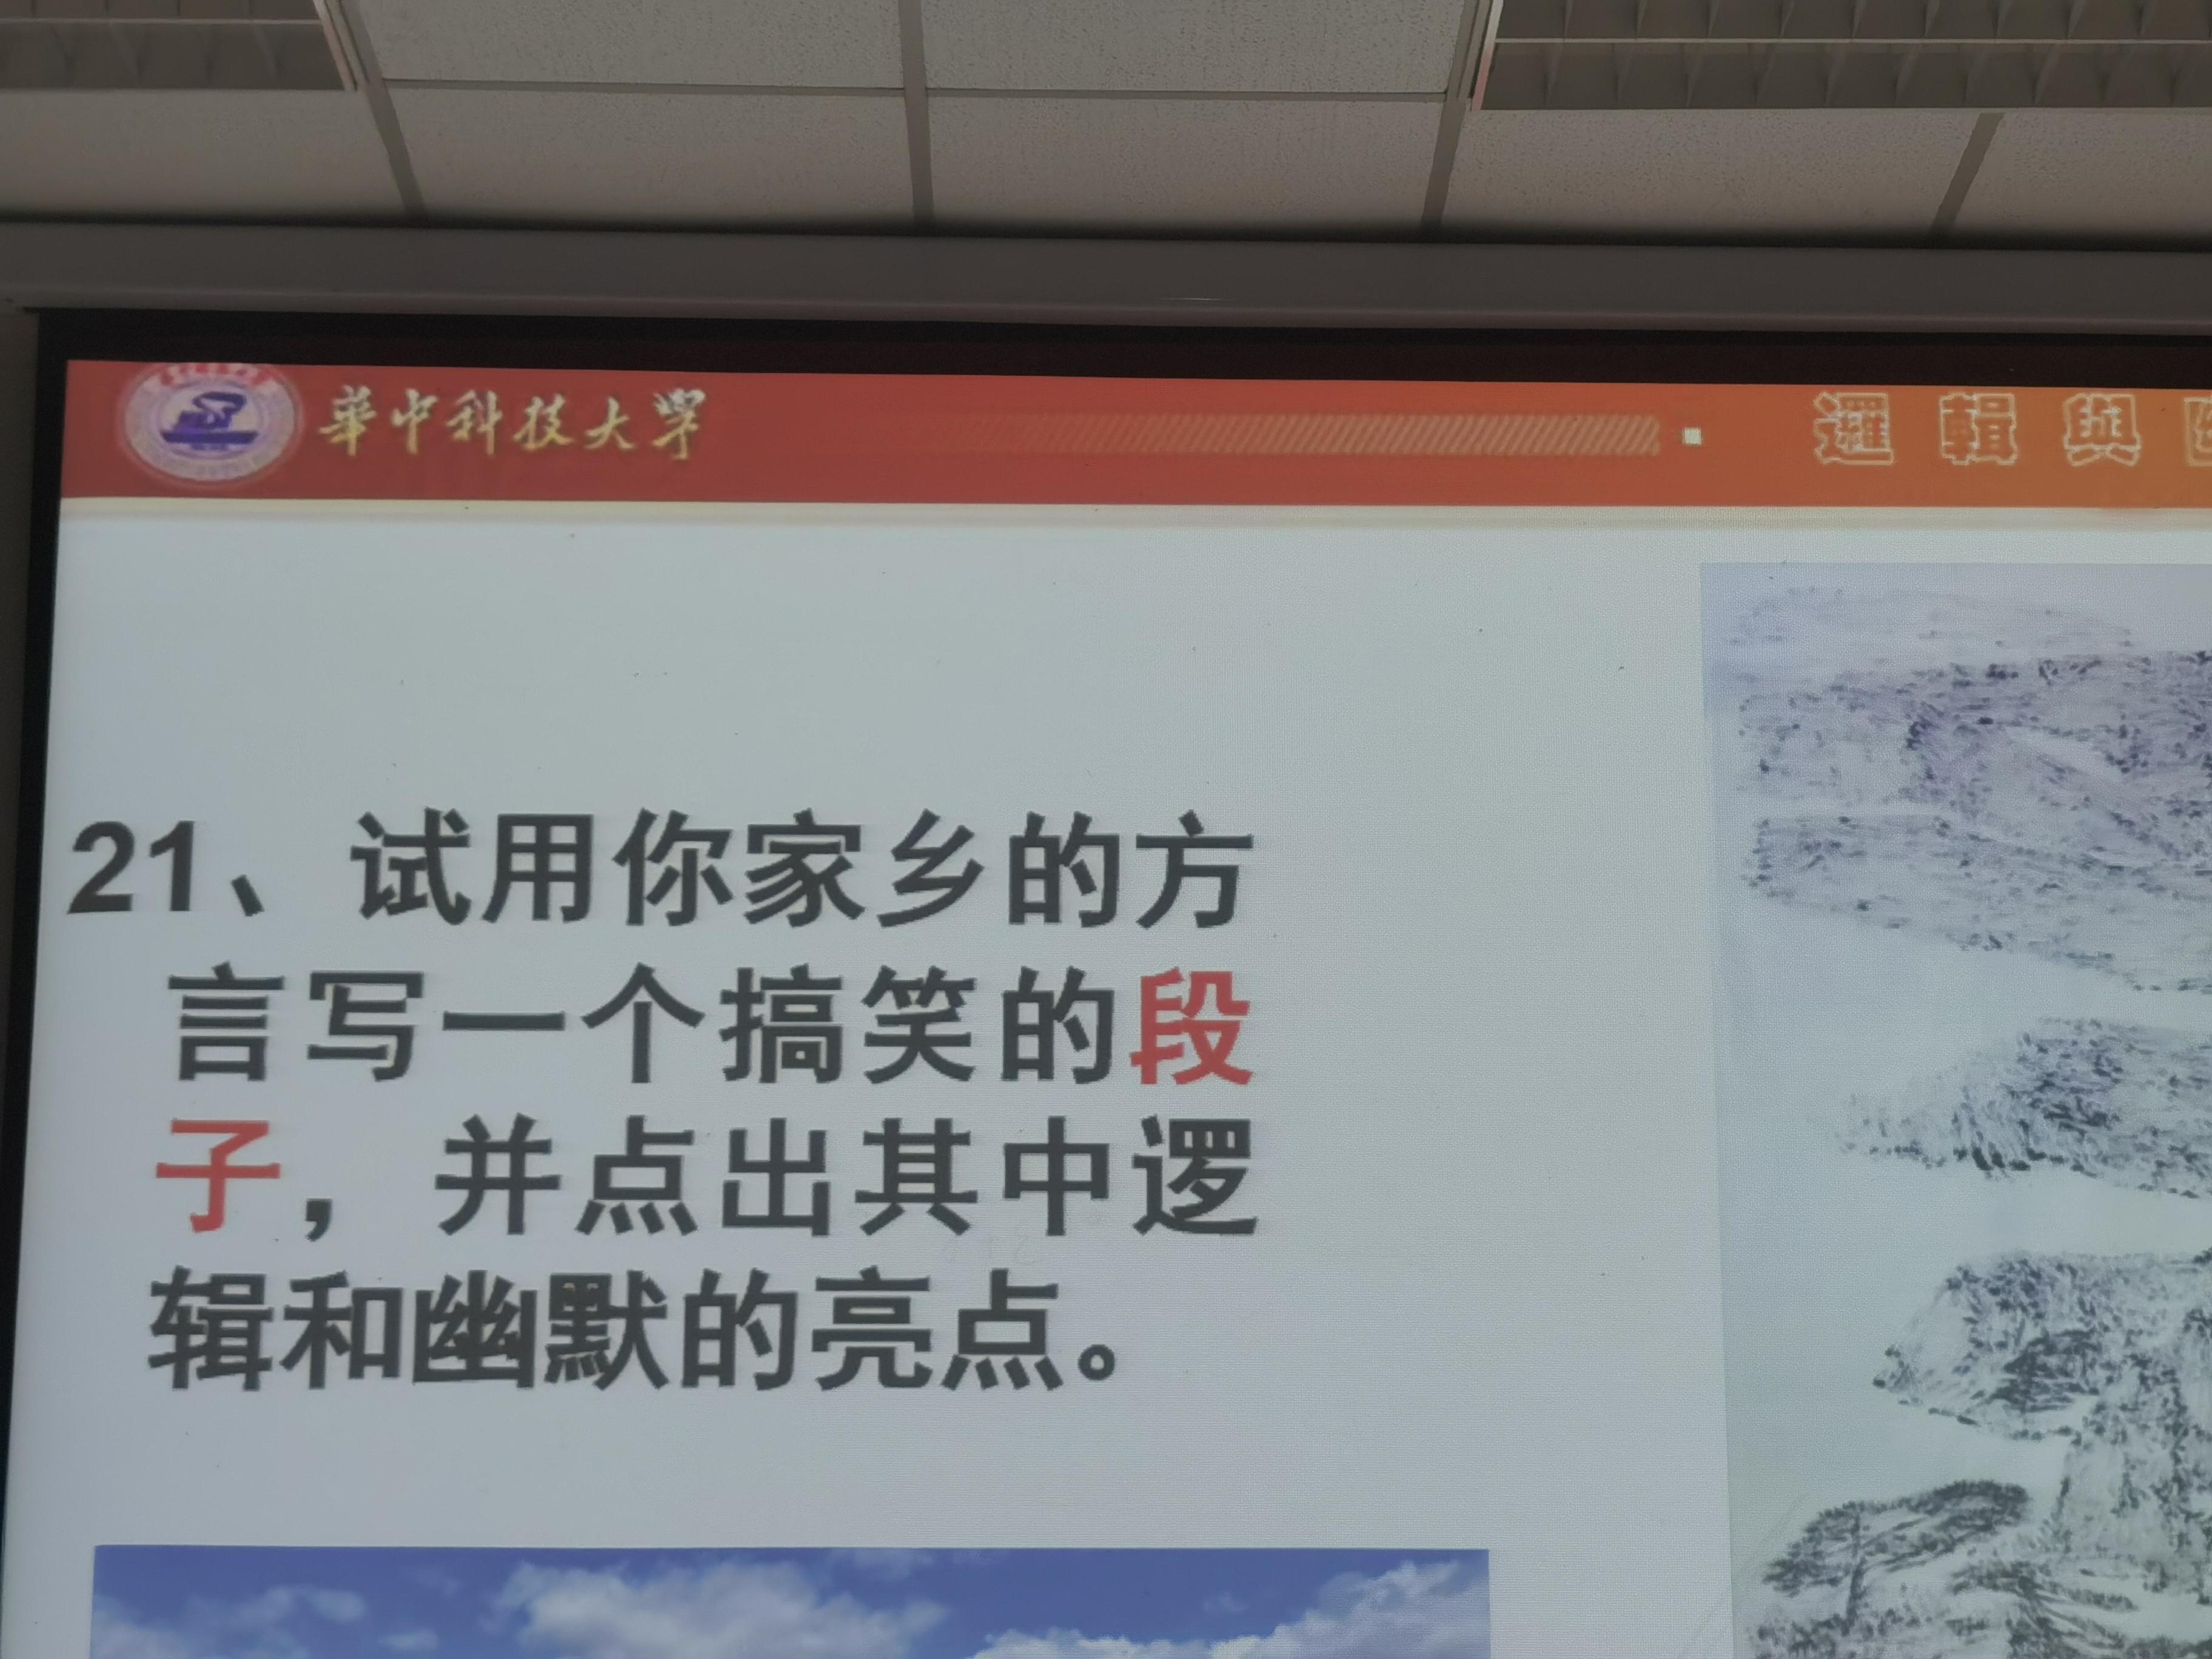 華中科技大學
邏輯與
21、试用你家乡的方
言写一个搞笑的段
子，并点出其中逻
辑和幽默的亮点。